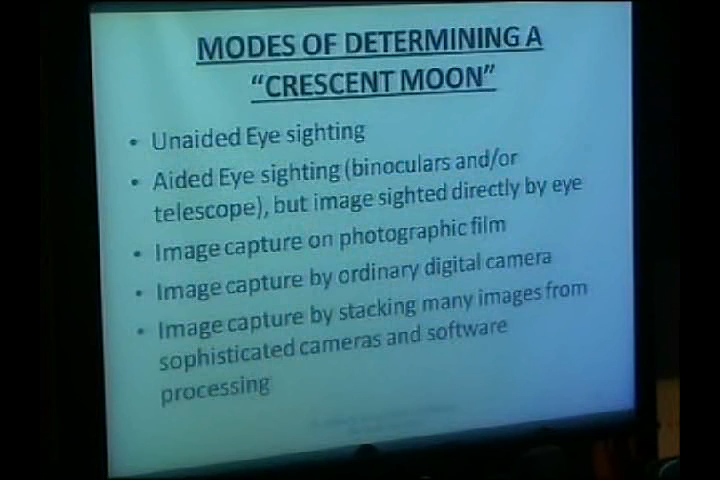 MODES OF DETERMINING A
“CRESCENT MOON”
• Unaided Eye sighting
• Aided Eye sighting (binoculars and/or
telescope), but image sighted directly by eye
• Image capture on photographic film
• Image capture by ordinary digital camera
• Image capture by stacking many images from
sophisticated cameras and software
processing